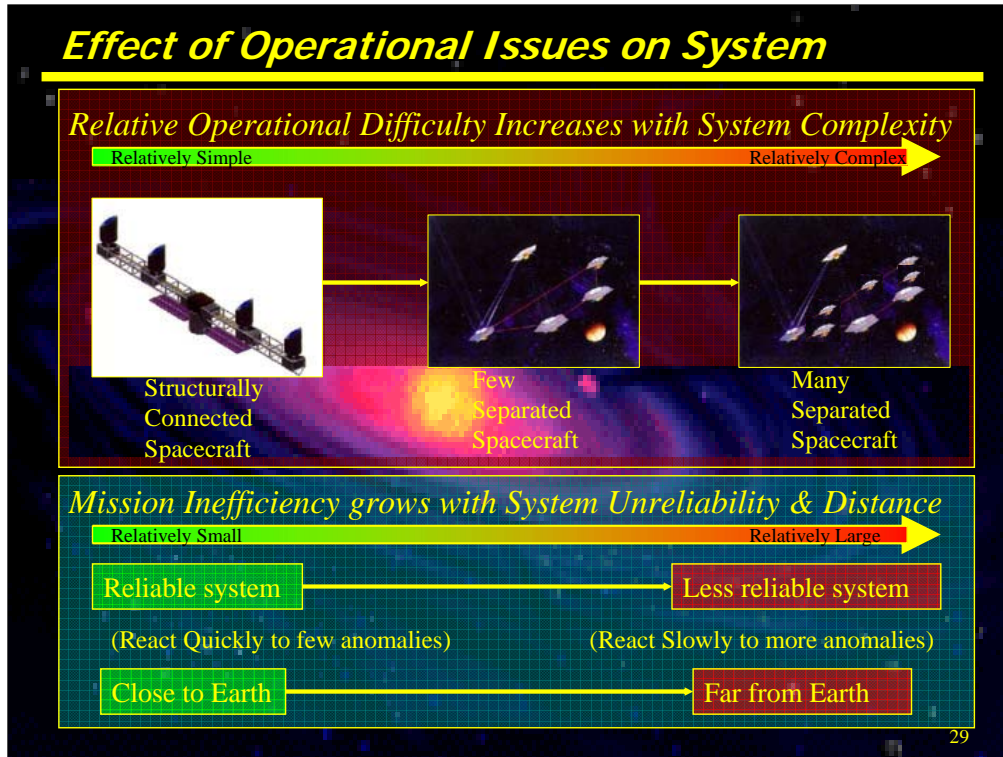 Effect of Operational Issues on System
Relative Operational Difficulty Increases with System Complexity
Relatively Simple
Relatively Complex
Structurally
Connected
Spacecraft
Few
Separated
Spacecraft
Many
Separated
Spacecraft
Mission Inefficiency grows with System Unreliability & Distance
Relatively Small
Relatively Large
Reliable system
Less reliable system
(React Quickly to few anomalies)
(React Slowly to more anomalies)
Close to Earth
Far from Earth
29